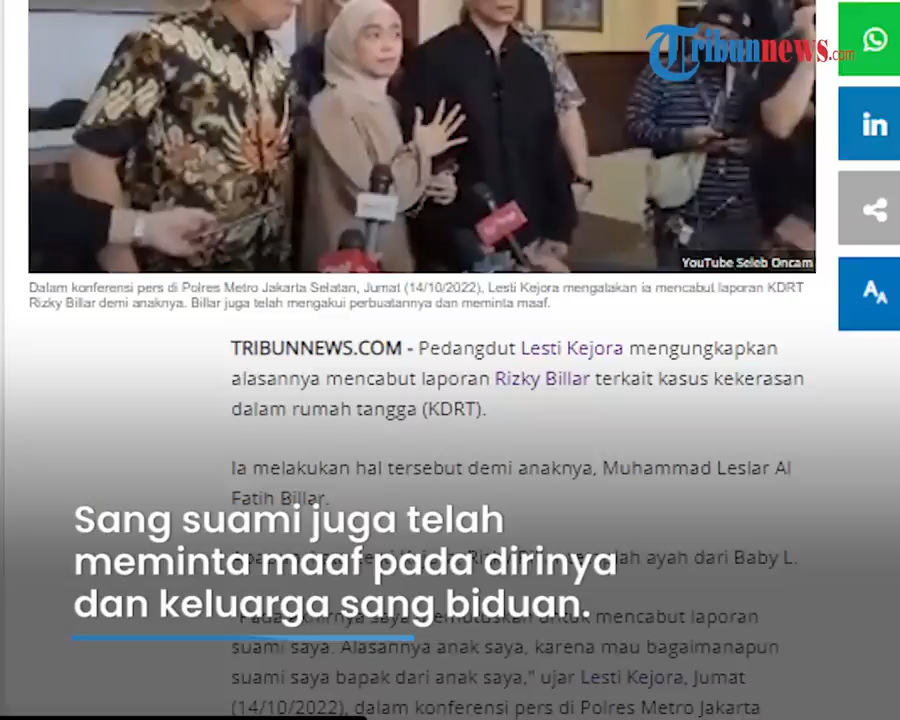 Tribunnews.com
YouTube Seleb Oncam
Dalam konferensi pers di Polres Metro Jakarta Selatan, Jumat (14/10/2022), Lesti Kejora mengatakan ia mencabut laporan KDRT
Rizky Billar demi anaknya. Billar juga telah mengakui perbuatannya dan meminta maaf.
in
AA
TRIBUNNEWS.COM - Pedangdut Lesti Kejora mengungkapkan
alasannya mencabut laporan Rizky Billar terkait kasus kekerasan
dalam rumah tangga (KDRT).
Ia melakukan hal tersebut demi anaknya, Muhammad Leslar Al
Fatih Billar.
Sang suami juga telah
meminta maaf pada dirinya
dan keluarga sang biduan.
ayah dari Baby L.
untuk mencabut laporan
suami saya. Alasannya anak saya, karena mau bagaimanapun
suami saya bapak dari anak saya," ujar Lesti Kejora, Jumat
(14/10/2022), dalam konferensi pers di Polres Metro Jakarta